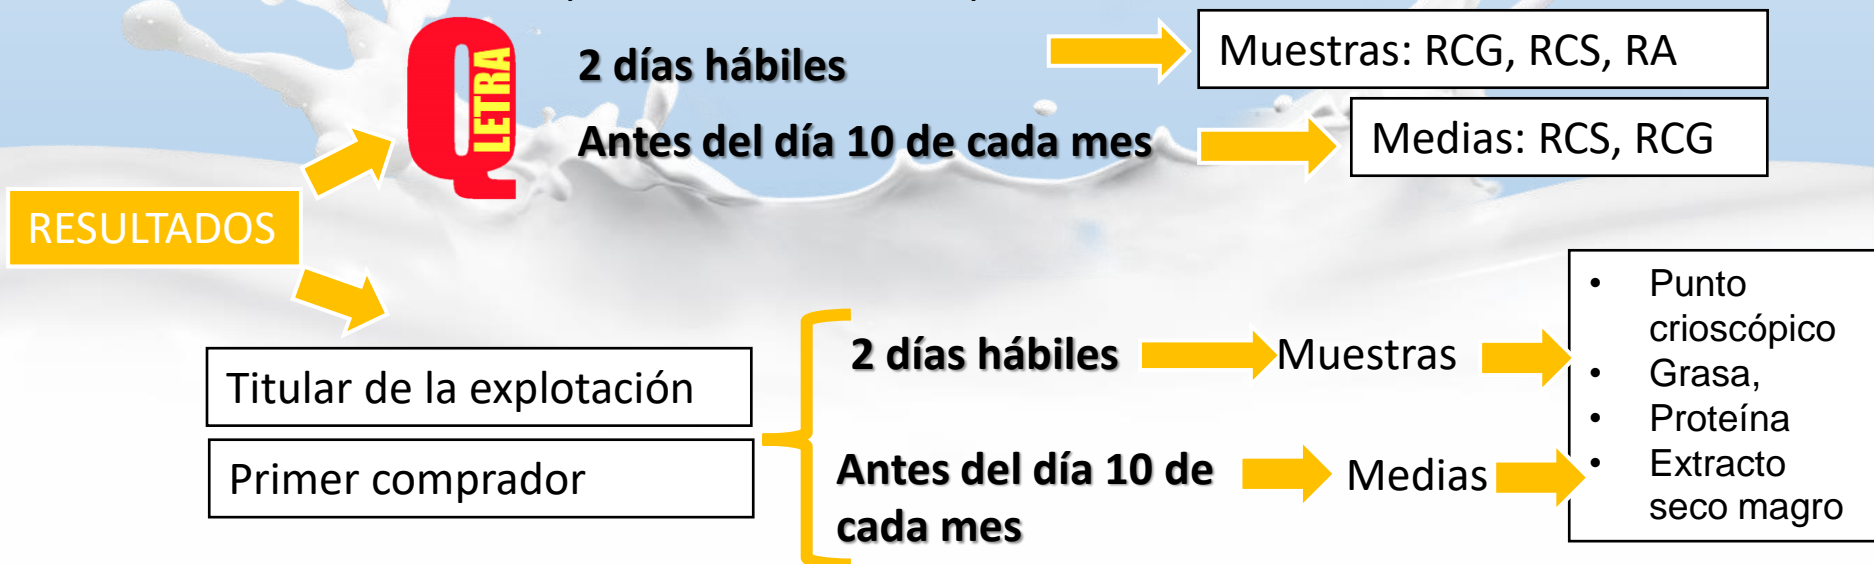 Q
LETRA
2 días hábiles
Muestras: RCG, RCS, RA
Antes del día 10 de cada mes
Medias: RCS, RCG
RESULTADOS
Titular de la explotación
Primer comprador
2 días hábiles
Muestras
Antes del día 10 de
cada mes
Medias
• Punto
crioscópico
• Grasa,
• Proteína
• Extracto
seco magro